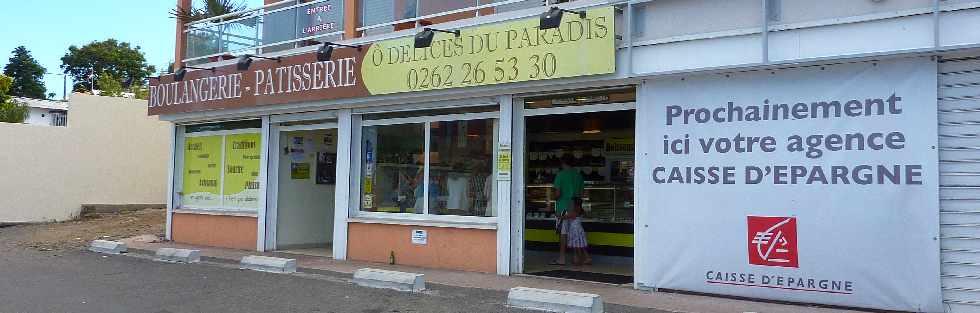 ENTRÉE
À L'ARRIÈRE
BOULANGERIE - PATISSERIE
Ô DELICES DU PARADIS
0262 26 53 30
Prochainement
ici votre agence
CAISSE D'EPARGNE
CAISSE D'EPARGNE